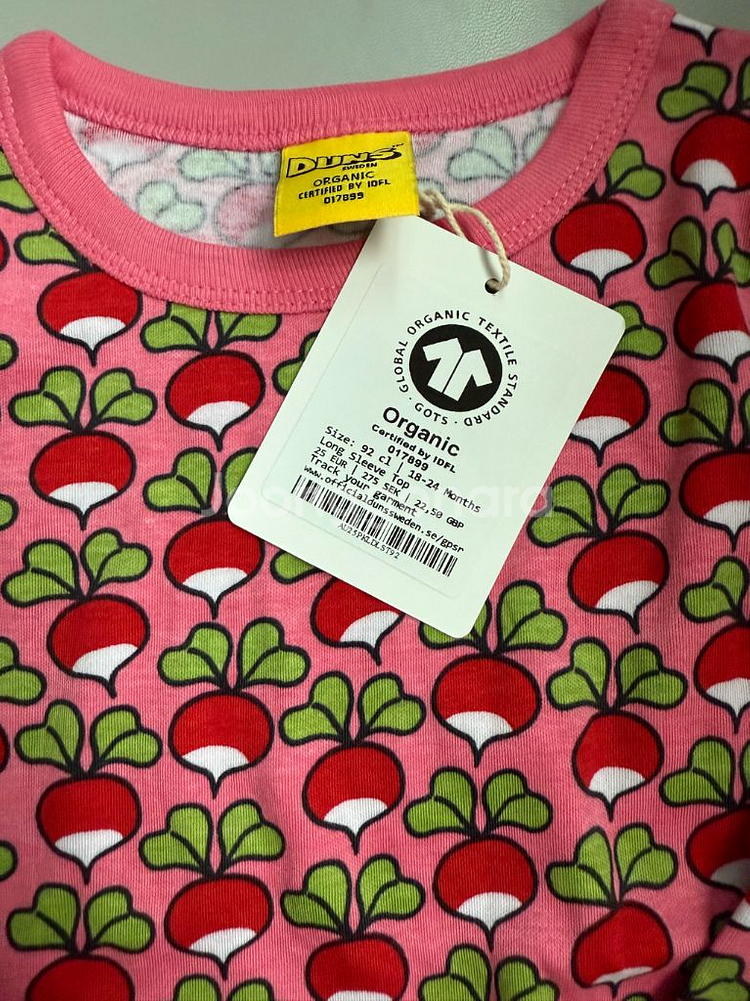 DUNS
SWEDEN
ORGANIC
CERTIFIED BY IDFL
017899
GLOBAL ORGANIC TEXTILE STANDARD
· GOTS ·
Organic
Certified by IDFL
017899
Size: 92 cl | 18-24 Months
Long Sleeve Top
25 EUR | 275 SEK | 22,50 GBP
Track your garment
www.officialdunssweden.se/gpsr